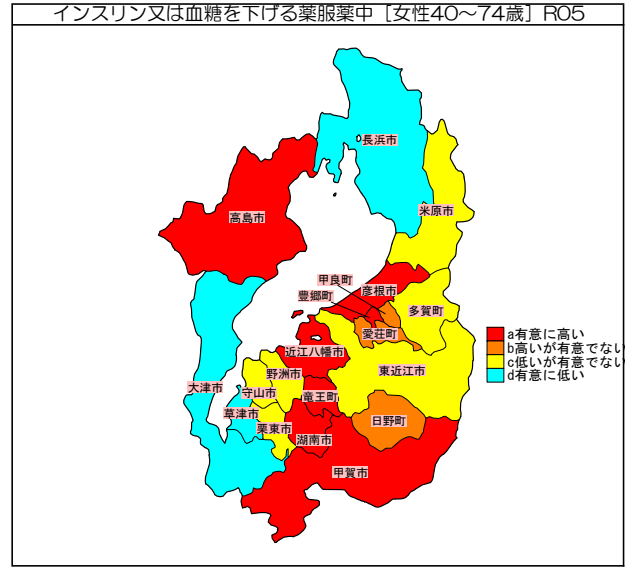 インスリン又は血糖を下げる薬服薬中［女性40～74歳］R05
長浜市
米原市
高島市
甲良町
彦根市
豊郷町
多賀町
愛荘町
a有意に高い
b高いが有意でない
c低いが有意でない
d有意に低い
近江八幡市
東近江市
野洲市
大津市
守山市
竜王町
草津市
日野町
栗東市
湖南市
甲賀市